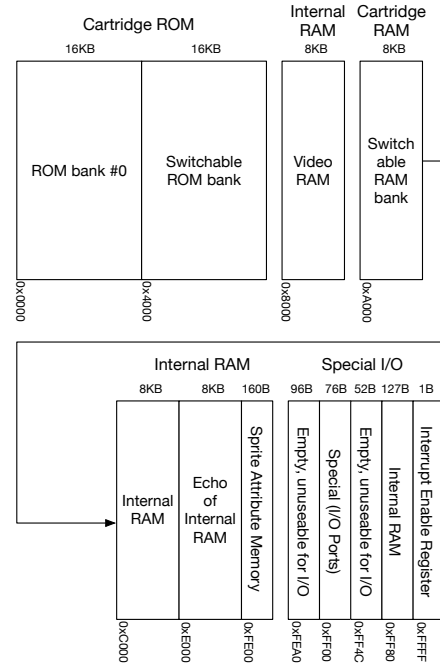 Cartridge ROM
Internal
RAM
Cartridge
RAM
16KB
16KB
8KB
8KB
ROM bank #0
Switchable
ROM bank
Video
RAM
Switch
able
RAM
bank
0x0000
0x4000
0x8000
0xA000
Internal RAM
Special I/O
8KB
8KB
160B
96B
76B
52B
127B
1B
Internal
RAM
Echo
of
Internal
RAM
Sprite Attribute Memory
Empty, unuseable for I/O
Special (I/O Ports)
Empty, unuseable for I/O
Internal RAM
Interrupt Enable Register
0xC000
0xE000
0xFE00
0xFEA0
0xFF00
0xFF4C
0xFF80
0xFFFF